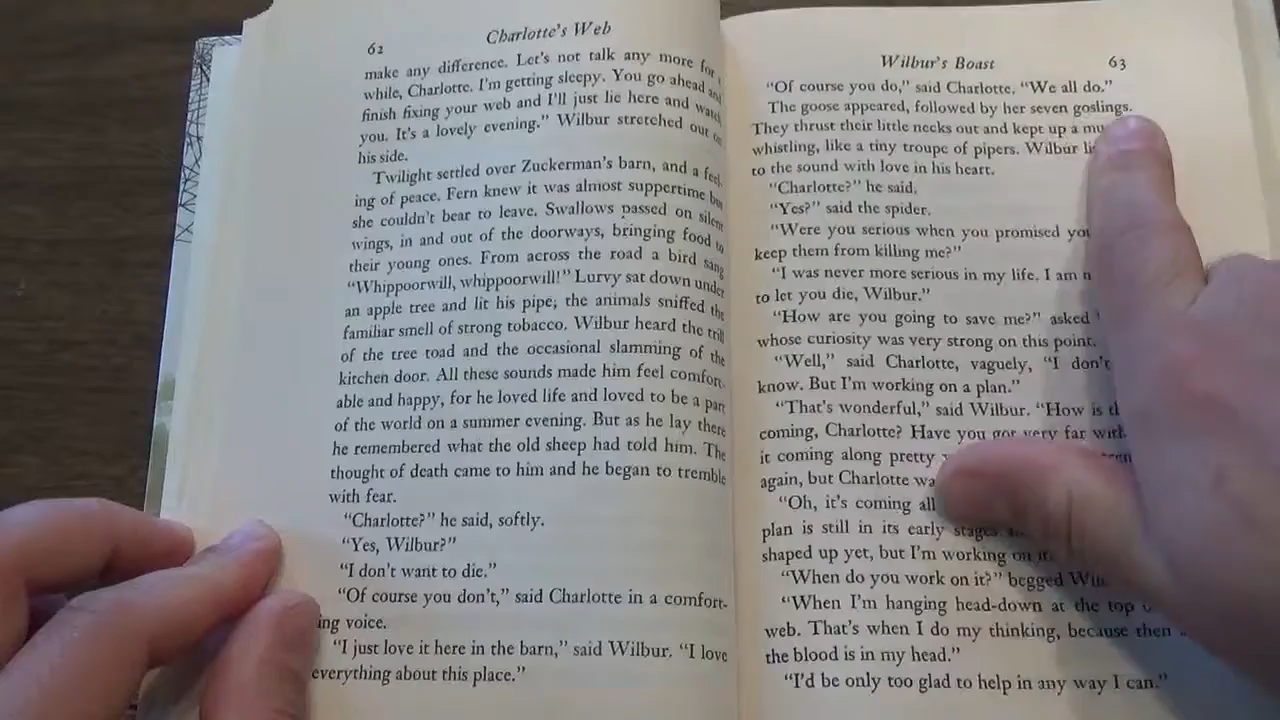 62
Charlotte's Web
make any difference. Let's not talk any more for a
while, Charlotte. I'm getting sleepy. You go ahead and
finish fixing your web and I'll just lie here and watch
you. It's a lovely evening." Wilbur stretched out on
his side.
Twilight settled over Zuckerman's barn, and a feel-
ing of peace. Fern knew it was almost suppertime but
she couldn't bear to leave. Swallows passed on silent
wings, in and out of the doorways, bringing food to
their young ones. From across the road a bird sang
"Whippoorwill, whippoorwill!" Lurvy sat down under
an apple tree and lit his pipe; the animals sniffed the
familiar smell of strong tobacco. Wilbur heard the trill
of the tree toad and the occasional slamming of the
kitchen door. All these sounds made him feel comfort-
able and happy, for he loved life and loved to be a part
of the world on a summer evening. But as he lay there
he remembered what the old sheep had told him. The
thought of death came to him and he began to tremble
with fear.
"Charlotte?" he said, softly.
"Yes, Wilbur?"
"I don't want to die."
"Of course you don't," said Charlotte in a comfort-
ing voice.
"I just love it here in the barn," said Wilbur. "I love
everything about this place."
Wilbur's Boast
63
"Of course you do," said Charlotte. "We all do."
The goose appeared, followed by her seven goslings.
They thrust their little necks out and kept up a
whistling, like a tiny troupe of pipers. Wilbur
to the sound with love in his heart.
"Charlotte?" he said.
"Yes?" said the spider.
"Were you serious when you promised
keep them from killing me?"
"I was never more serious in my life. I am
to let you die, Wilbur."
"How are you going to save me?" asked
whose curiosity was very strong on this point.
"Well," said Charlotte, vaguely, "I don't
know. But I'm working on a plan."
"That's wonderful," said Wilbur. "How is
coming, Charlotte? Have you got very far with
it coming along pretty
again, but Charlotte
"Oh, it's coming all
plan is still in its early stages
shaped up yet, but I'm working on it.
"When do you work on it?" begged
"When I'm hanging head-down at the top
web. That's when I do my thinking, because then
the blood is in my head."
"I'd be only too glad to help in any way I can."